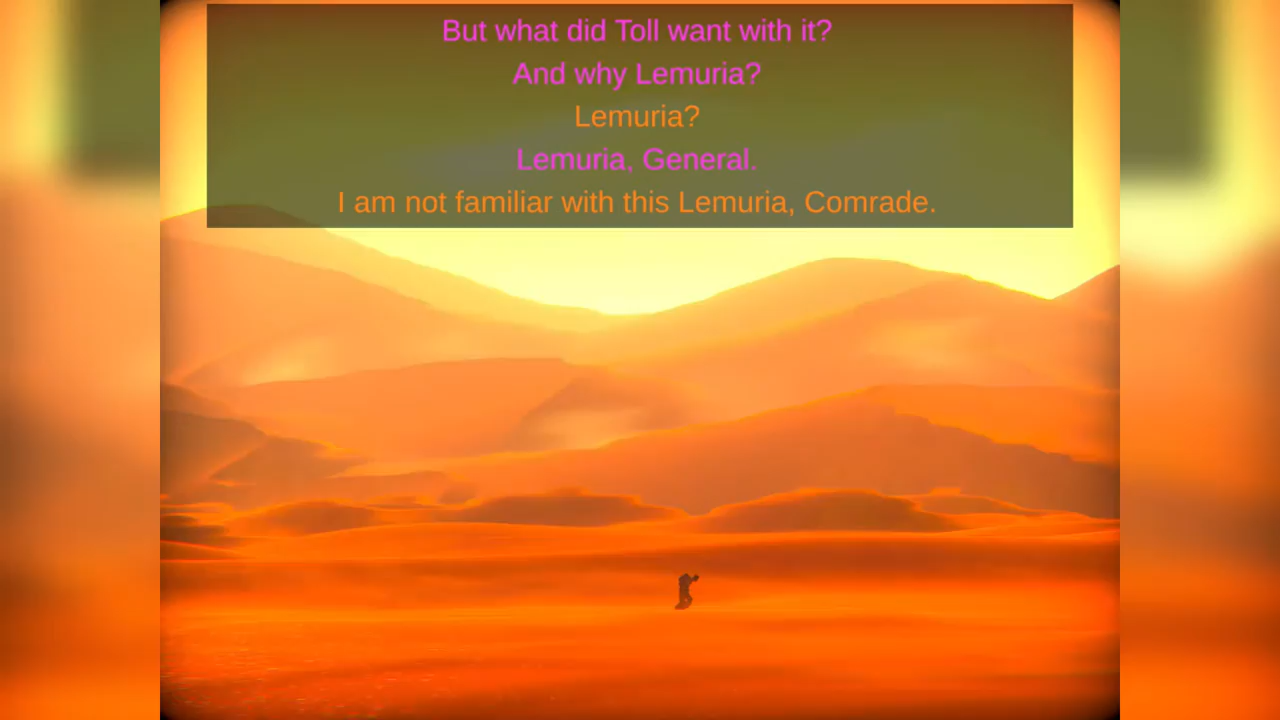 But what did Toll want with it?
And why Lemuria?
Lemuria?
Lemuria, General.
I am not familiar with this Lemuria, Comrade.